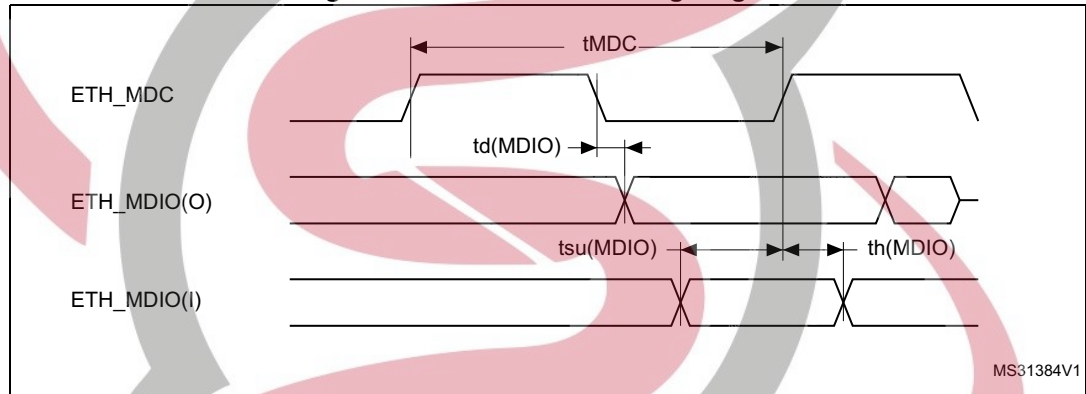 tMDC
ETH_MDC
td(MDIO)
ETH_MDIO(O)
tsu(MDIO)
th(MDIO)
ETH_MDIO(I)
MS31384V1